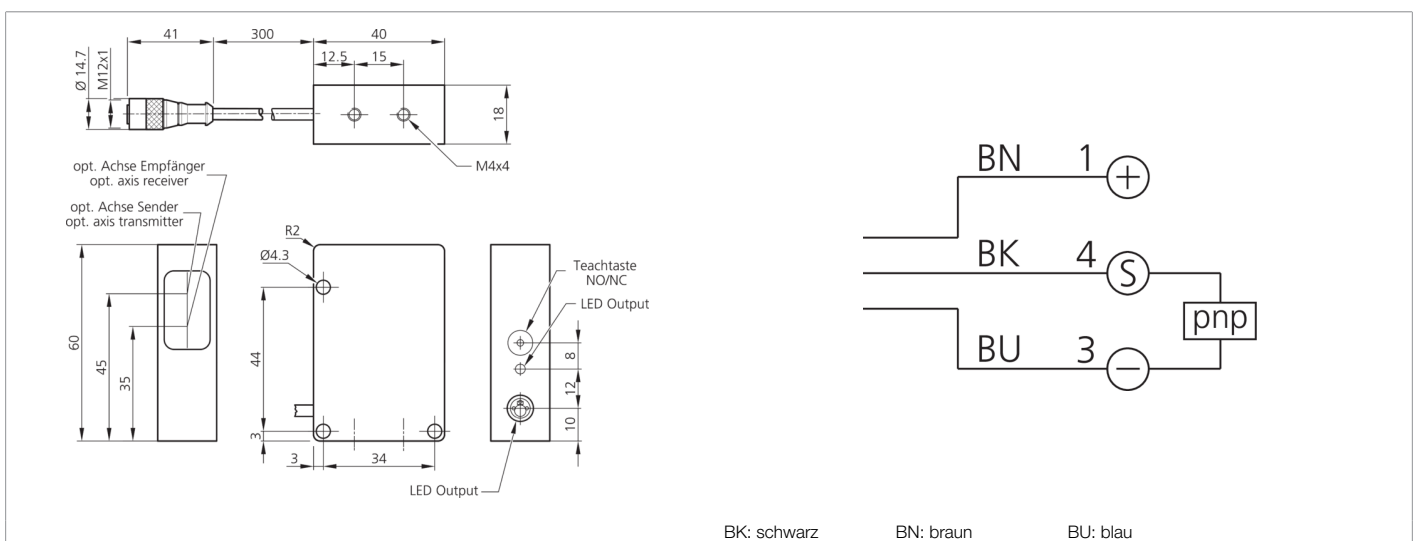 41
300
40
12.5
15
Ø 14.7
M12x1
18
M4x4
opt. Achse Empfänger
opt. axis receiver
opt. Achse Sender
opt. axis transmitter
R2
Ø4.3
Teachtaste
NO/NC
LED Output
60
45
35
44
3
3
34
8
12
10
LED Output
BN 1 +
BK 4 S
pnp
BU 3 −
BK: schwarz BN: braun BU: blau